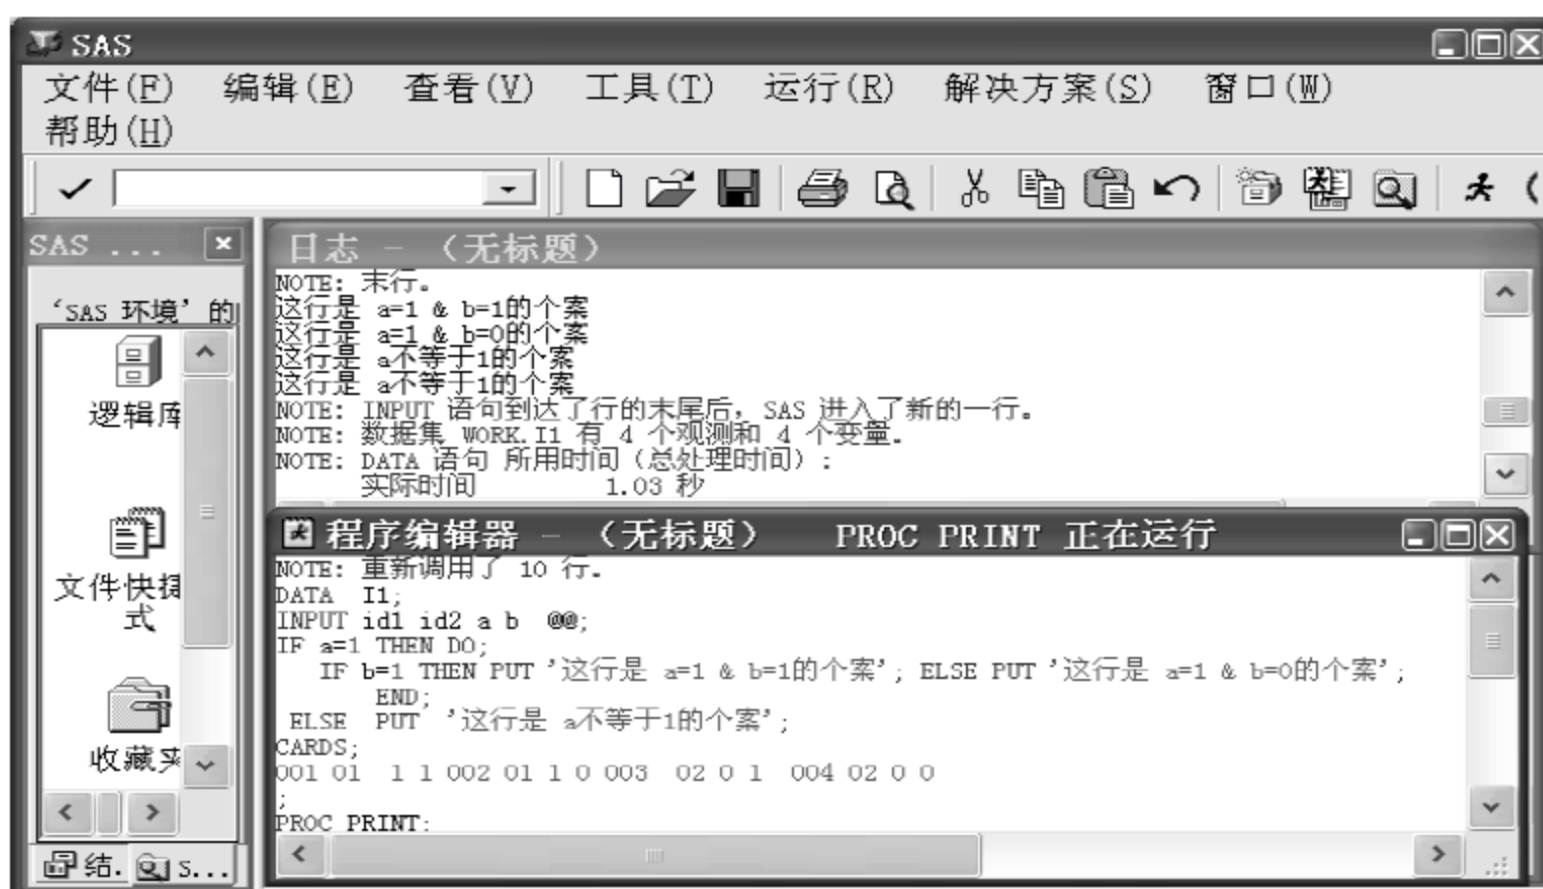 SAS
文件(F) 编辑(E) 查看(V) 工具(T) 运行(R) 解决方案(S) 窗口(W)
帮助(H)
SAS ...
‘SAS 环境’的
逻辑库
文件快捷
式
收藏夹
结. S...
日志 - （无标题）
NOTE: 末行。
这行是 a=1 & b=1的个案
这行是 a=1 & b=0的个案
这行是 a不等于1的个案
这行是 a不等于1的个案
NOTE: INPUT 语句到达了行的末尾后，SAS 进入了新的一行。
NOTE: 数据集 WORK.I1 有 4 个观测和 4 个变量。
NOTE: DATA 语句 所用时间（总处理时间）:
实际时间 1.03 秒
程序编辑器 - （无标题） PROC PRINT 正在运行
NOTE: 重新调用了 10 行。
DATA I1;
INPUT id1 id2 a b @@;
IF a=1 THEN DO;
IF b=1 THEN PUT '这行是 a=1 & b=1的个案'; ELSE PUT '这行是 a=1 & b=0的个案';
END;
ELSE PUT '这行是 a不等于1的个案';
CARDS;
001 01 1 1 002 01 1 0 003 02 0 1 004 02 0 0
;
PROC PRINT;